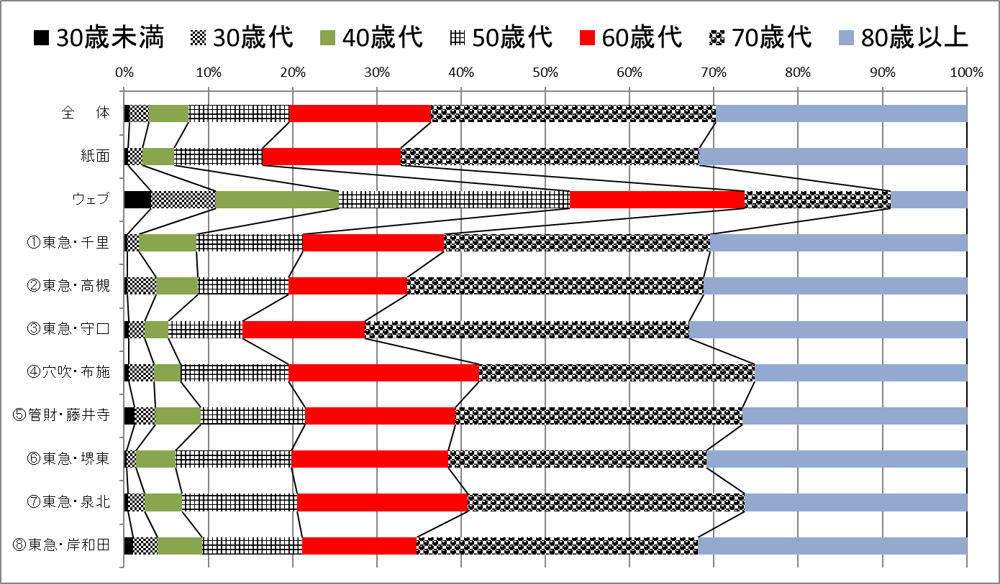 30歳未満 30歳代 40歳代 50歳代 60歳代 70歳代 80歳以上
0% 10% 20% 30% 40% 50% 60% 70% 80% 90% 100%
全 体
紙面
ウェブ
①東急・千里
②東急・高槻
③東急・守口
④穴吹・布施
⑤管財・藤井寺
⑥東急・堺東
⑦東急・泉北
⑧東急・岸和田